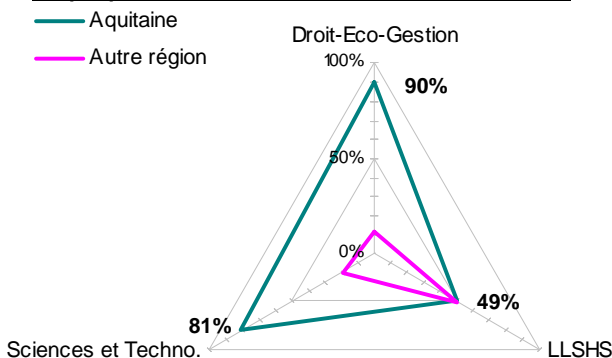 Aquitaine
Autre région
Droit-Eco-Gestion
100%
90%
50%
0%
49%
81%
Sciences et Techno.
LLSHS